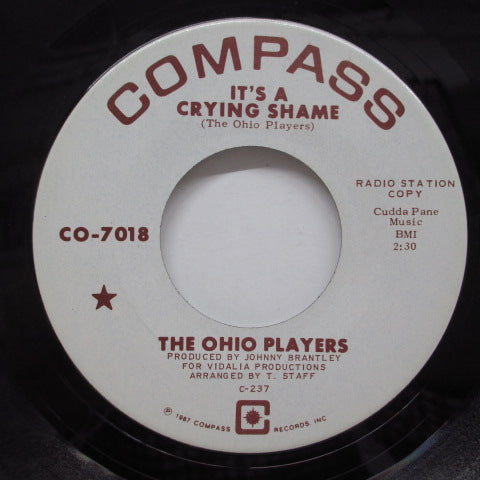 COMPASS
IT'S A
CRYING SHAME
(The Ohio Players)
RADIO STATION
COPY
Cudda Pane
Music
BMI
2:30
CO-7018
THE OHIO PLAYERS
PRODUCED BY JOHNNY BRANTLEY
FOR VIDALIA PRODUCTIONS
ARRANGED BY T. STAFF
C-237
℗ 1967 COMPASS RECORDS, INC